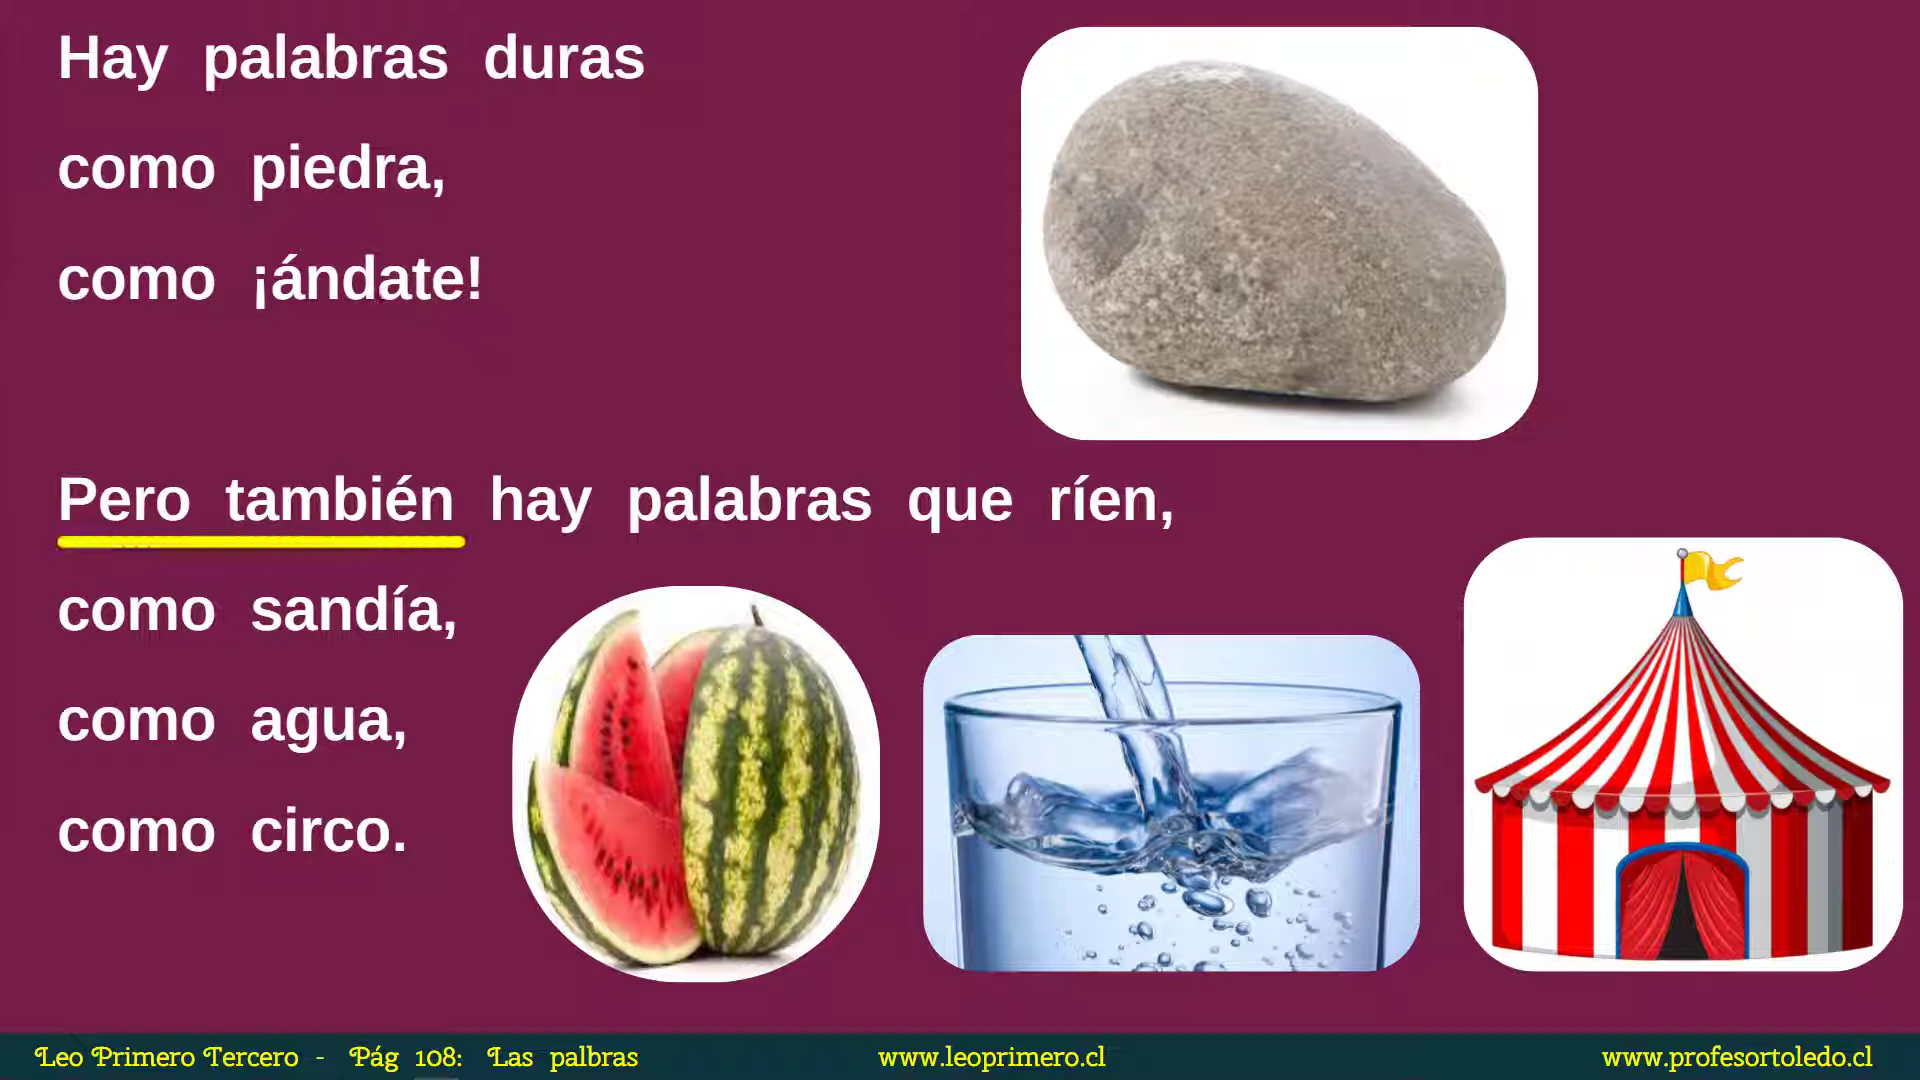 Hay palabras duras
como piedra,
como ¡ándate!
Pero también hay palabras que ríen,
como sandía,
como agua,
como circo.
Leo Primero Tercero - Pág 108: Las palbras
www.leoprimero.cl
www.profesortoledo.cl